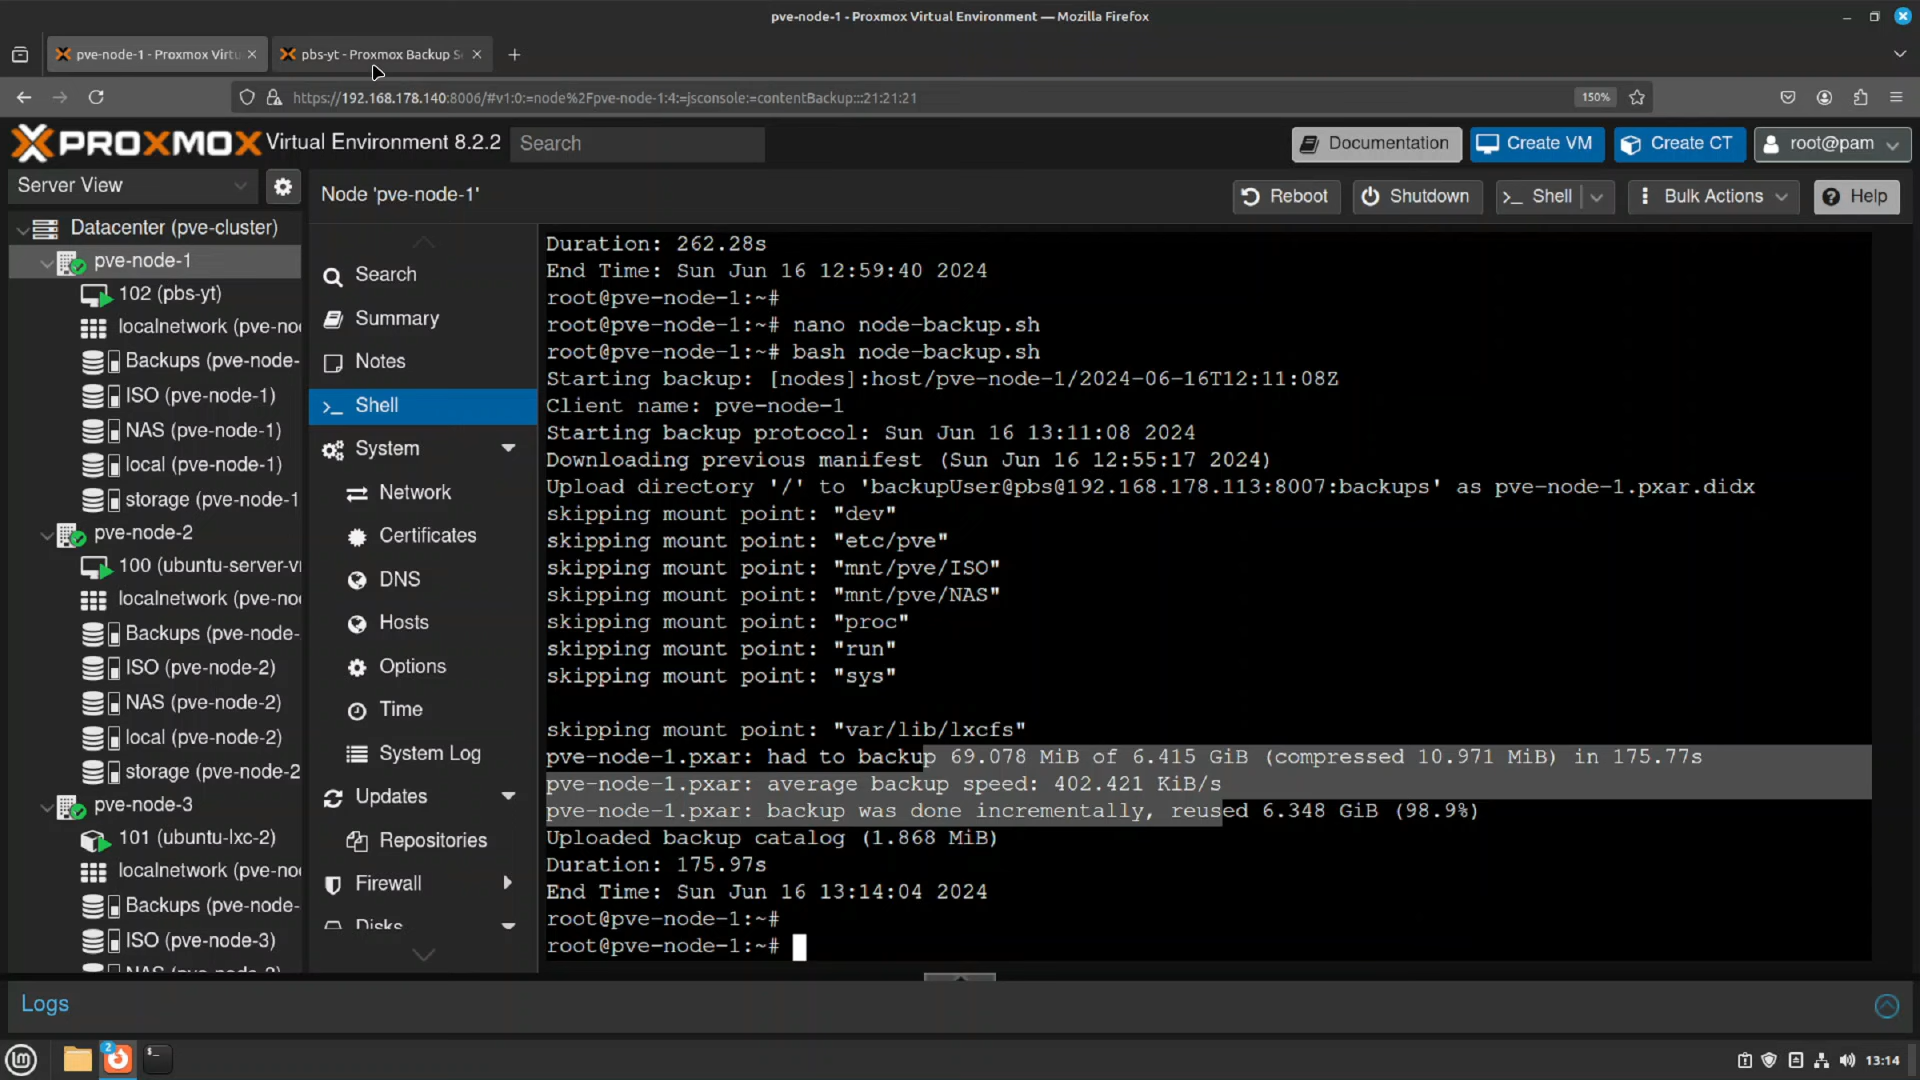 pve-node-1 - Proxmox Virtual Environment — Mozilla Firefox
pve-node-1 - Proxmox Virtu
pbs-yt - Proxmox Backup S
https://192.168.178.140:8006/#v1:0:=node%2Fpve-node-1:4:=jsconsole:=contentBackup:::21:21:21
150%
PROXMOX Virtual Environment 8.2.2
Search
Documentation
Create VM
Create CT
root@pam
Server View
Node 'pve-node-1'
Reboot
Shutdown
Shell
Bulk Actions
Help
Datacenter (pve-cluster)
pve-node-1
102 (pbs-yt)
localnetwork (pve-no
Backups (pve-node-
ISO (pve-node-1)
NAS (pve-node-1)
local (pve-node-1)
storage (pve-node-1
pve-node-2
100 (ubuntu-server-v
localnetwork (pve-no
Backups (pve-node-
ISO (pve-node-2)
NAS (pve-node-2)
local (pve-node-2)
storage (pve-node-2
pve-node-3
101 (ubuntu-lxc-2)
localnetwork (pve-no
Backups (pve-node-
ISO (pve-node-3)
NAS (pve-node-3)
Search
Summary
Notes
Shell
System
Network
Certificates
DNS
Hosts
Options
Time
System Log
Updates
Repositories
Firewall
Disks
Duration: 262.28s
End Time: Sun Jun 16 12:59:40 2024
root@pve-node-1:~#
root@pve-node-1:~# nano node-backup.sh
root@pve-node-1:~# bash node-backup.sh
Starting backup: [nodes]:host/pve-node-1/2024-06-16T12:11:08Z
Client name: pve-node-1
Starting backup protocol: Sun Jun 16 13:11:08 2024
Downloading previous manifest (Sun Jun 16 12:55:17 2024)
Upload directory '/' to 'backupUser@pbs@192.168.178.113:8007:backups' as pve-node-1.pxar.didx
skipping mount point: "dev"
skipping mount point: "etc/pve"
skipping mount point: "mnt/pve/ISO"
skipping mount point: "mnt/pve/NAS"
skipping mount point: "proc"
skipping mount point: "run"
skipping mount point: "sys"
skipping mount point: "var/lib/lxcfs"
pve-node-1.pxar: had to backup 69.078 MiB of 6.415 GiB (compressed 10.971 MiB) in 175.77s
pve-node-1.pxar: average backup speed: 402.421 KiB/s
pve-node-1.pxar: backup was done incrementally, reused 6.348 GiB (98.9%)
Uploaded backup catalog (1.868 MiB)
Duration: 175.97s
End Time: Sun Jun 16 13:14:04 2024
root@pve-node-1:~#
root@pve-node-1:~#
Logs
2
13:14